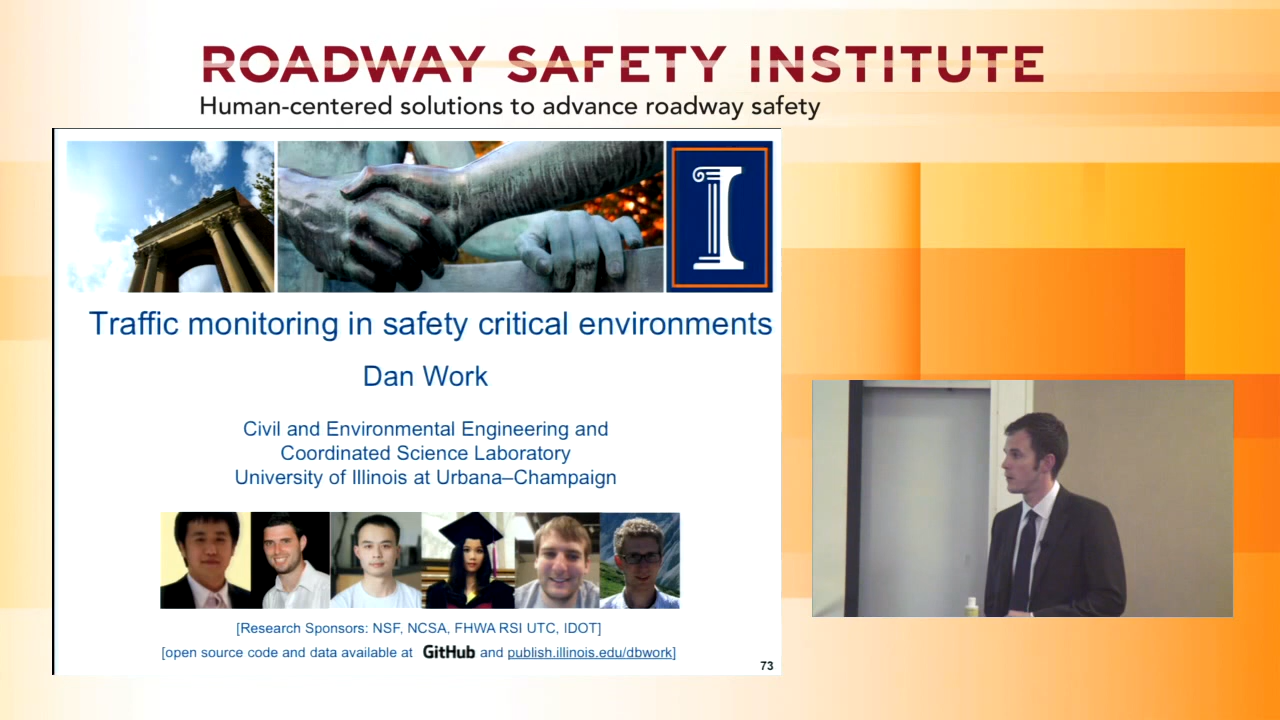 ROADWAY SAFETY INSTITUTE
Human-centered solutions to advance roadway safety
I
Traffic monitoring in safety critical environments
Dan Work
Civil and Environmental Engineering and
Coordinated Science Laboratory
University of Illinois at Urbana–Champaign
[Research Sponsors: NSF, NCSA, FHWA RSI UTC, IDOT]
[open source code and data available at GitHub and publish.illinois.edu/dbwork]
73